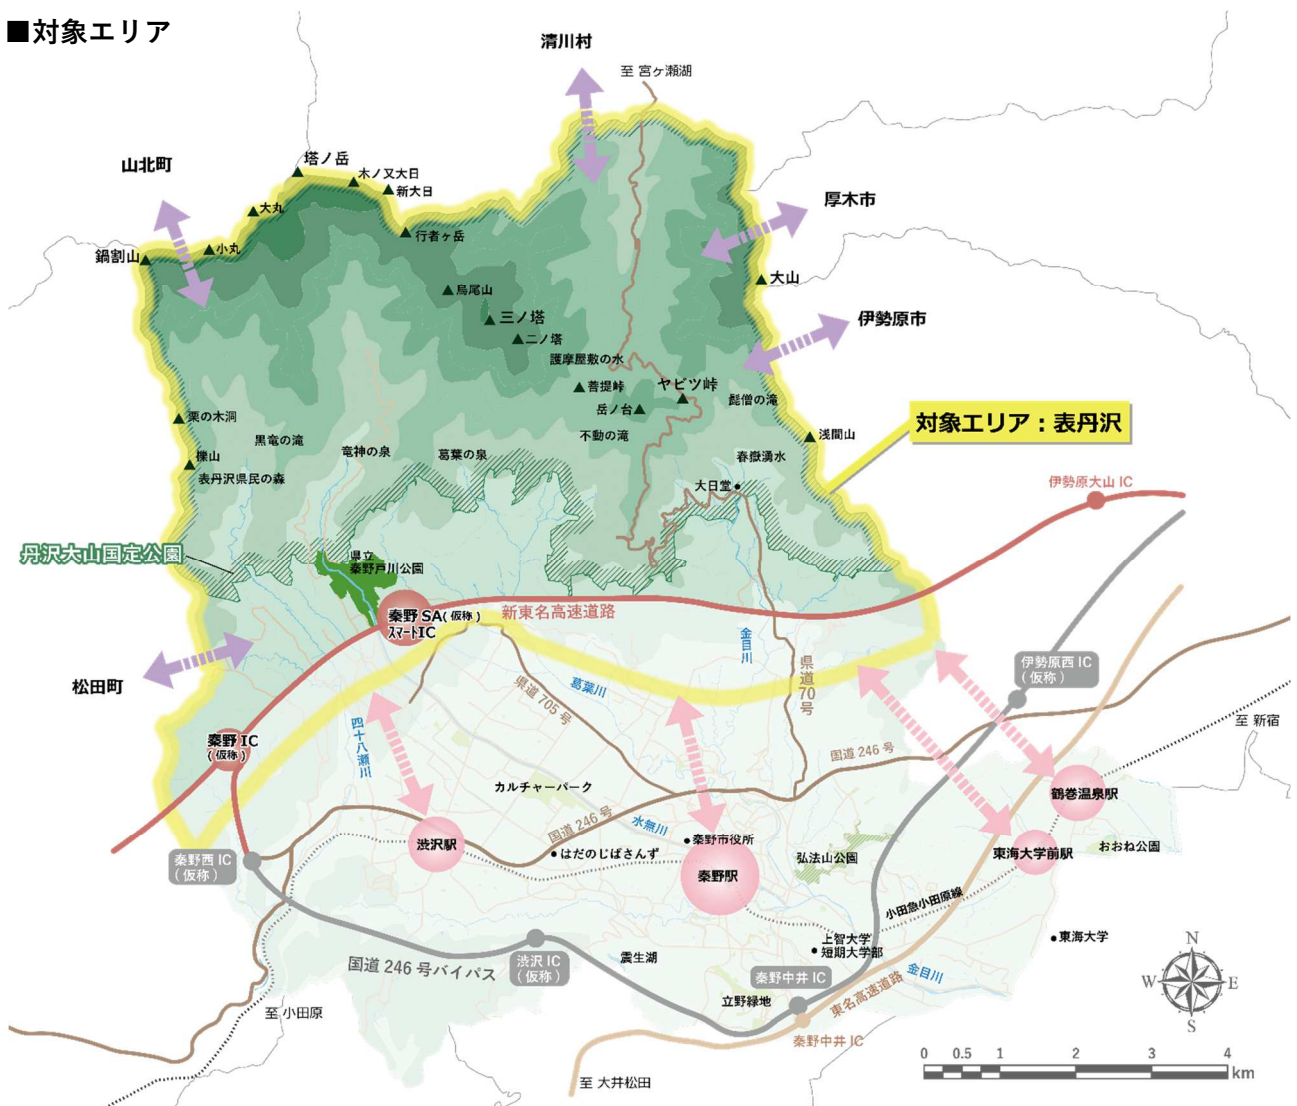 ■対象エリア
清川村
至 宮ヶ瀬湖
山北町
塔ノ岳
木ノ又大日
新大日
大丸
小丸
行者ヶ岳
鍋割山
厚木市
大山
烏尾山
三ノ塔
二ノ塔
伊勢原市
護摩屋敷の水
菩提峠
ヤビツ峠
岳ノ台
髭僧の滝
栗の木洞
黒竜の滝
不動の滝
浅間山
対象エリア：表丹沢
櫟山
竜神の泉
葛葉の泉
春嶽湧水
表丹沢県民の森
大日堂
伊勢原大山 IC
丹沢大山国定公園
県立
秦野戸川公園
秦野 SA(仮称)
スマートIC
新東名高速道路
金目川
松田町
県道70号
伊勢原西 IC
(仮称)
葛葉川
県道 705 号
四十八瀬川
至 新宿
秦野 IC
(仮称)
国道 246 号
カルチャーパーク
鶴巻温泉駅
国道 246 号
水無川
渋沢駅
秦野市役所
はだのじばさんず
弘法山公園
東海大学前駅
おおね公園
秦野西 IC
(仮称)
秦野駅
小田急小田原線
上智大学
短期大学部
東海大学
国道 246 号バイパス
渋沢 IC
(仮称)
震生湖
秦野中井 IC
金目川
立野緑地
東名高速道路
至 小田原
秦野中井 IC
至 大井松田
N
W
E
S
0 0.5 1 2 3 4
km